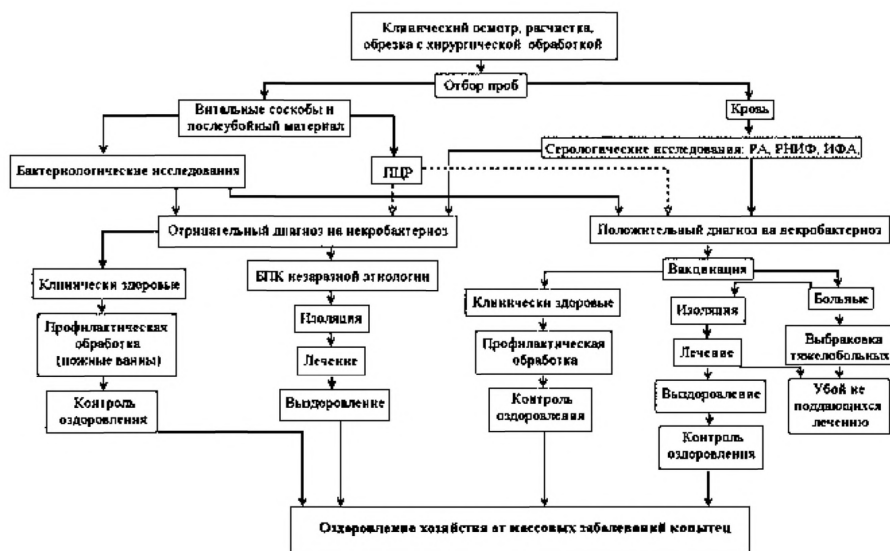 Клинический осмотр, расчистка,
обрезка с хирургической обработкой
Отбор проб
Витальные соскобы и
послеубойный материал
Кровь
Серологические исследования: РА, РНИФ, ИФА,
Бактериологические исследования
ПЦР
Отрицательный диагноз на некробактериоз
Положительный диагноз на некробактериоз
Клинически здоровые
БПК незаразной этиологии
Вакцинация
Клинически здоровые
Изоляция
Больные
Профилактическая
обработка
(ножные ванны)
Изоляция
Профилактическая
обработка
Лечение
Выбраковка
тяжелобольных
Лечение
Контроль
оздоровления
Выздоровление
Контроль
оздоровления
Выздоровление
Убой не
поддающихся
лечению
Контроль
оздоровления
Оздоровление хозяйства от массовых заболеваний копытец